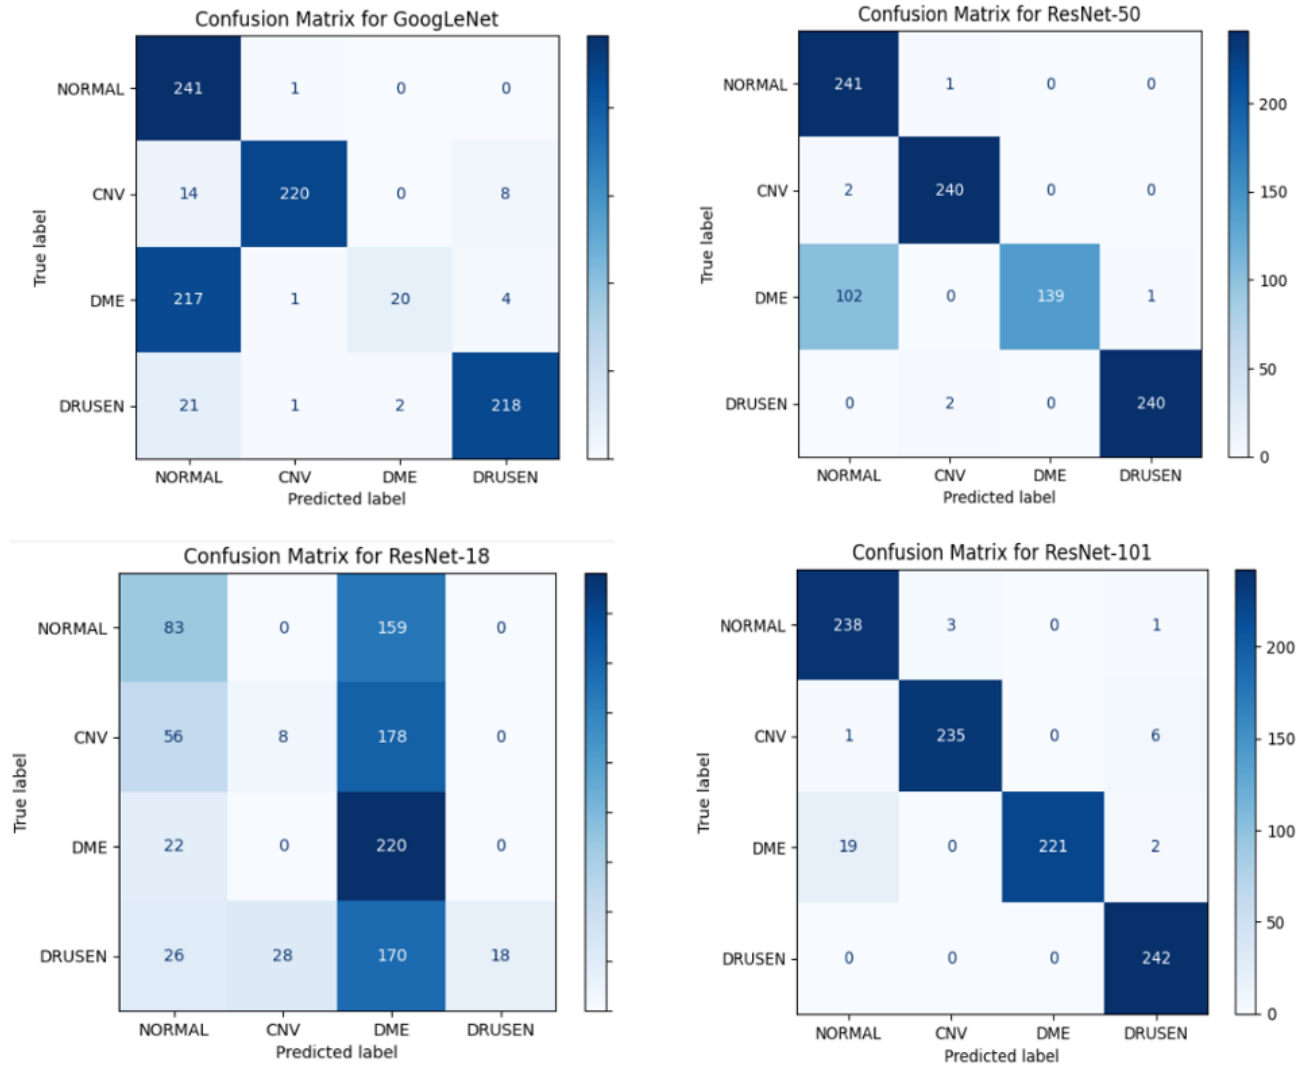 Confusion Matrix for GoogLeNet
True label
NORMAL 241 1 0 0
CNV 14 220 0 8
DME 217 1 20 4
DRUSEN 21 1 2 218
NORMAL CNV DME DRUSEN
Predicted label
Confusion Matrix for ResNet-50
True label
NORMAL 241 1 0 0
CNV 2 240 0 0
DME 102 0 139 1
DRUSEN 0 2 0 240
NORMAL CNV DME DRUSEN
Predicted label
200
150
100
50
0
Confusion Matrix for ResNet-18
True label
NORMAL 83 0 159 0
CNV 56 8 178 0
DME 22 0 220 0
DRUSEN 26 28 170 18
NORMAL CNV DME DRUSEN
Predicted label
Confusion Matrix for ResNet-101
True label
NORMAL 238 3 0 1
CNV 1 235 0 6
DME 19 0 221 2
DRUSEN 0 0 0 242
NORMAL CNV DME DRUSEN
Predicted label
200
150
100
50
0